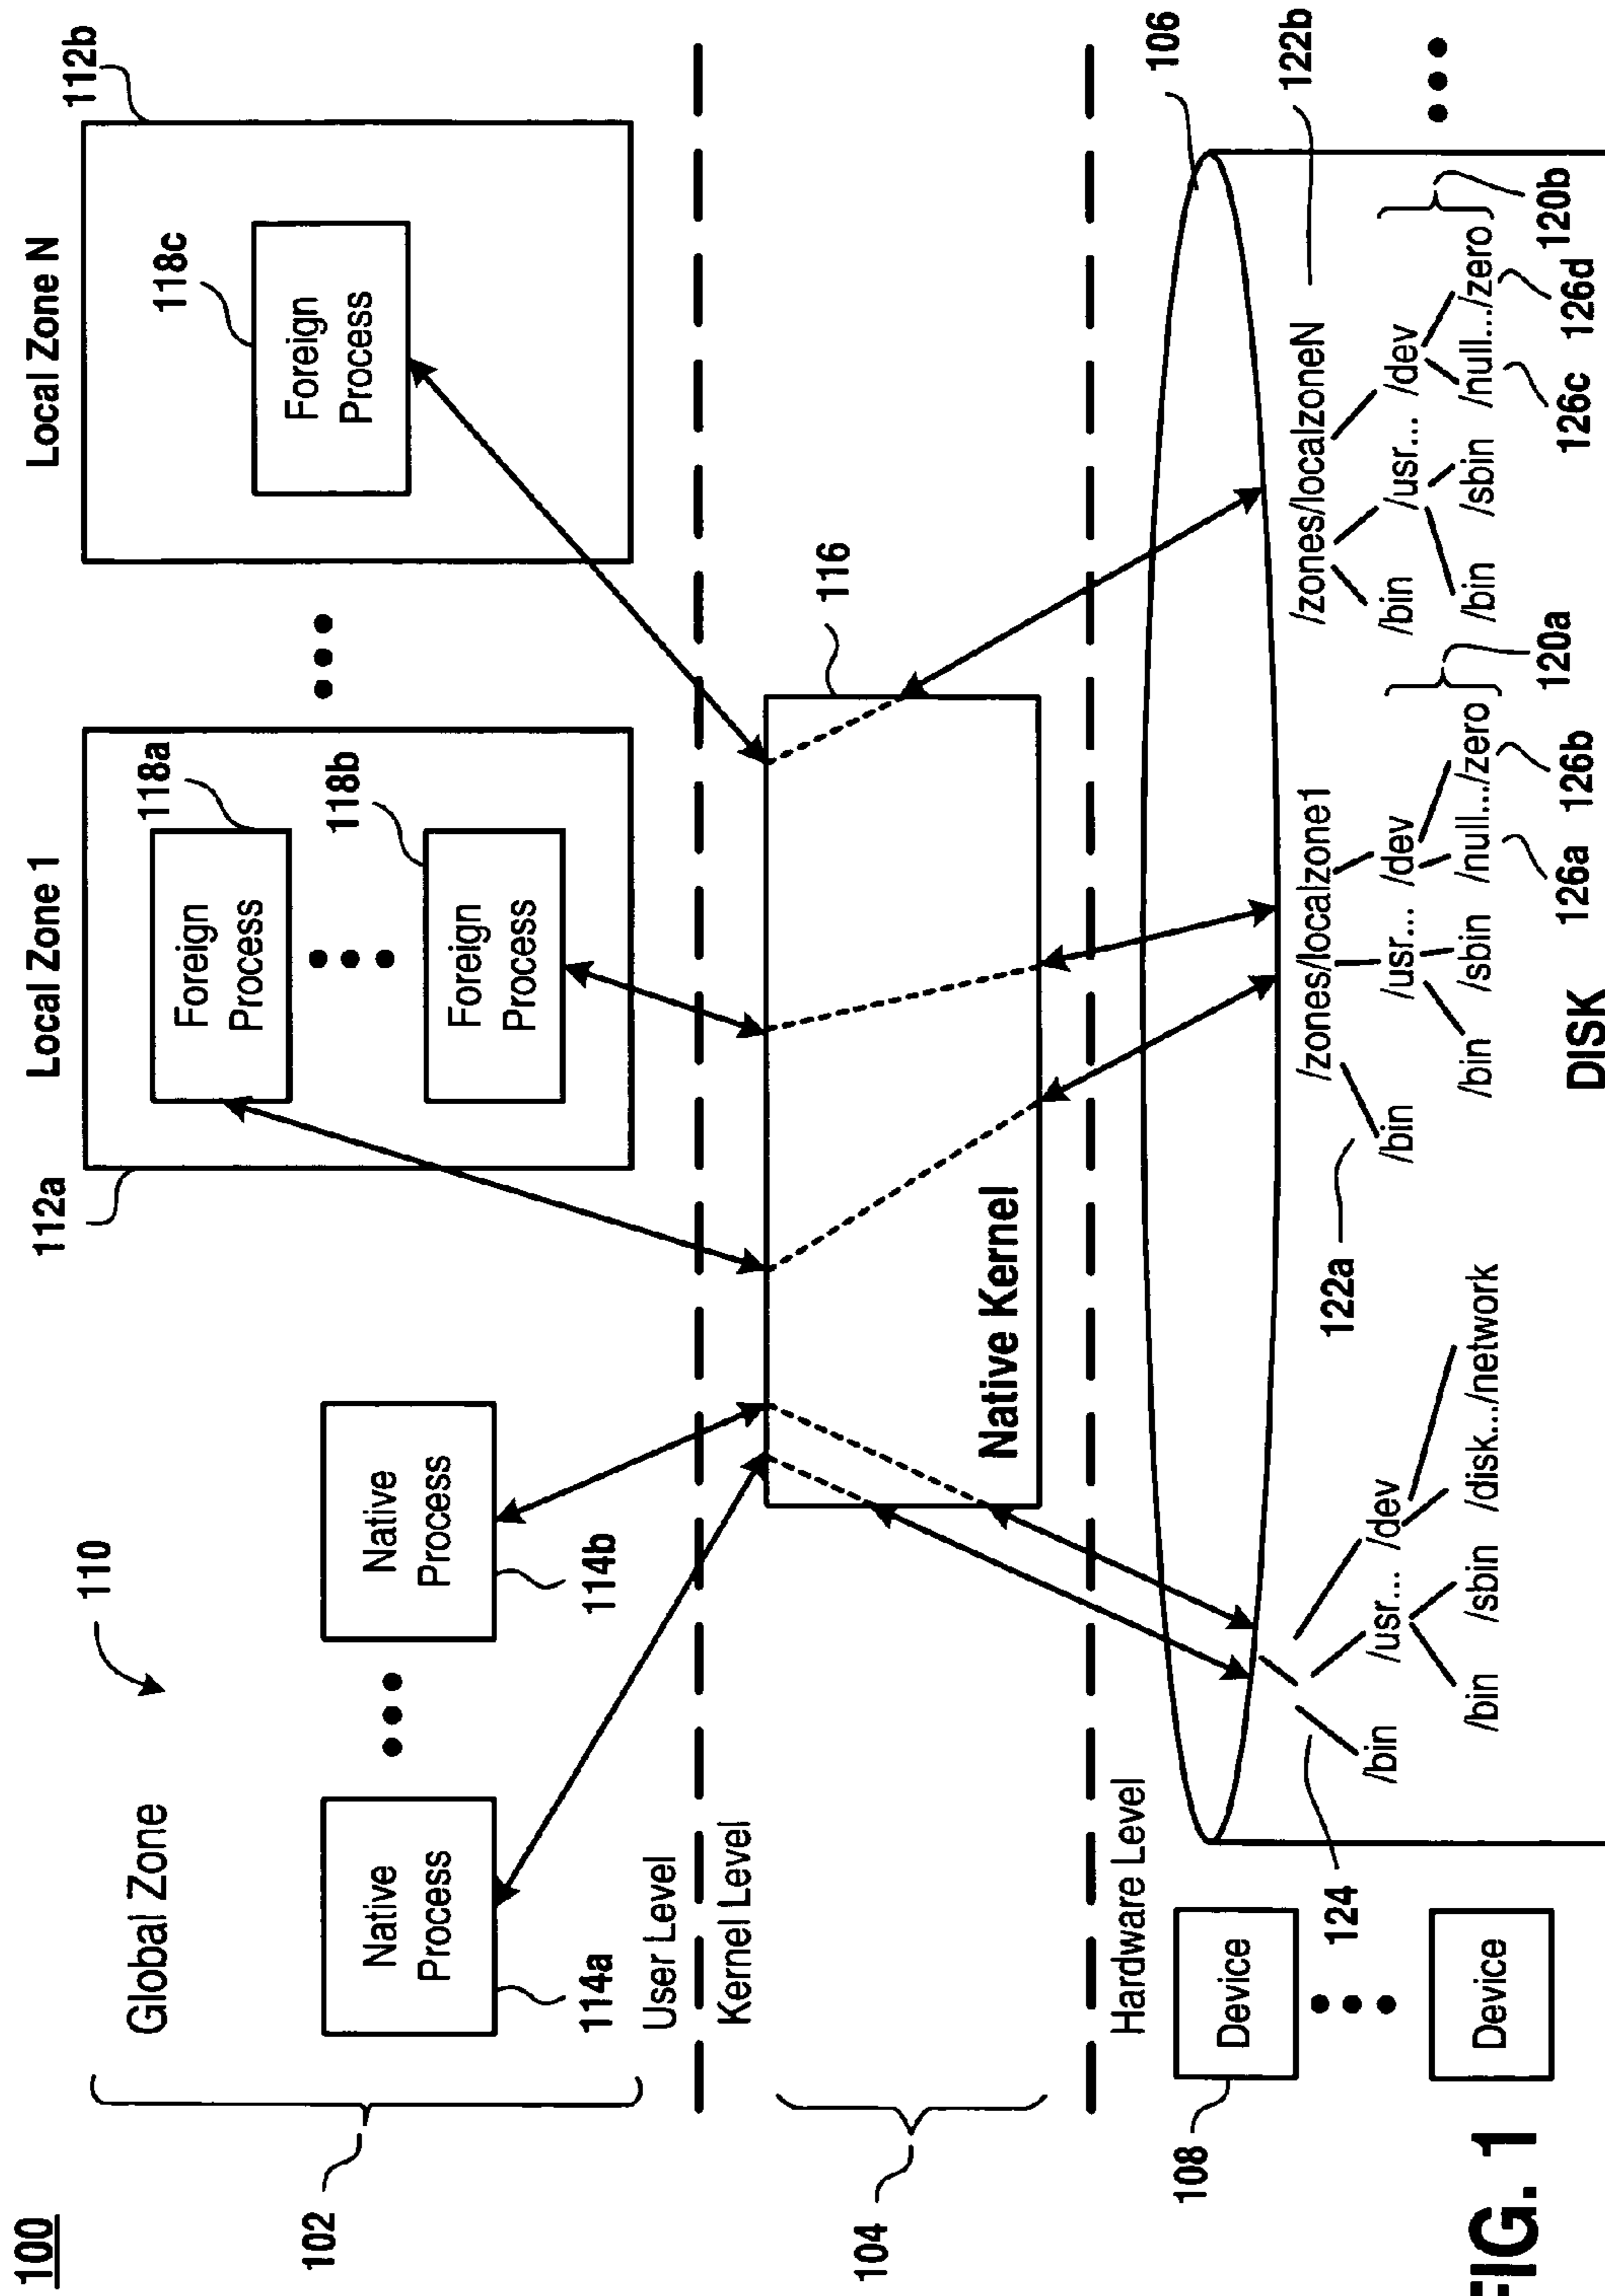 100
110
Global Zone
Local Zone 1
Local Zone N
112a
112b
102
Native
Process
114a
Native
Process
114b
Foreign
Process
118a
Foreign
Process
118b
Foreign
Process
118c
User Level
Kernel Level
104
116
Native Kernel
Hardware Level
106
108
Device
Device
124
/bin
/usr... /dev
/bin /sbin /disk.../network
122a
/zones/localzone1
/bin
/usr... /dev
/bin /sbin /null.../zero
126a 126b
120a
122b
/zones/localzoneN
/bin
/usr... /dev
/bin /sbin /null.../zero
126c 126d
120b
DISK
FIG. 1